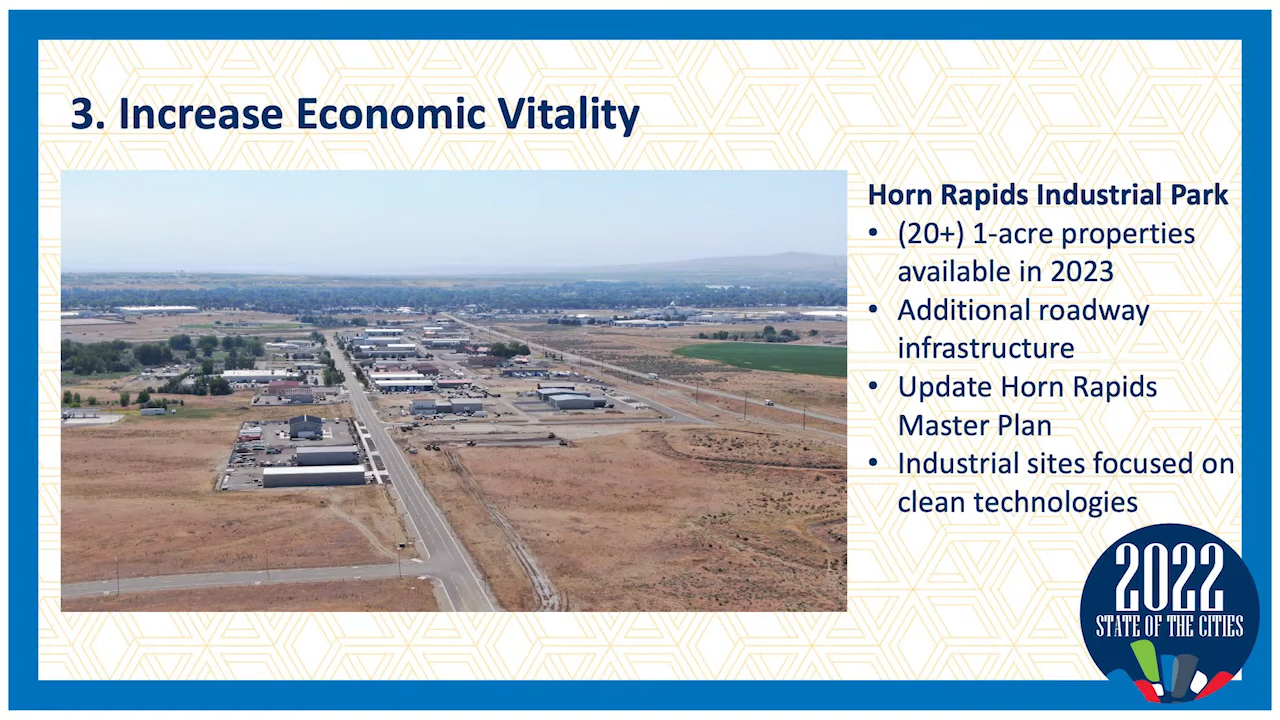 3. Increase Economic Vitality
Horn Rapids Industrial Park
• (20+) 1-acre properties
available in 2023
• Additional roadway
infrastructure
• Update Horn Rapids
Master Plan
• Industrial sites focused on
clean technologies
2022
STATE OF THE CITIES